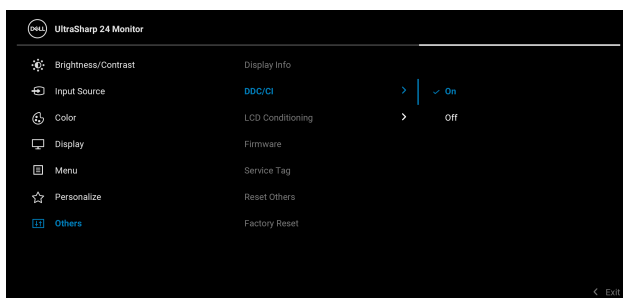 DELL UltraSharp 24 Monitor
Brightness/Contrast Display Info
Input Source DDC/CI On
Color LCD Conditioning Off
Display Firmware
Menu Service Tag
Personalize Reset Others
Others Factory Reset
Exit